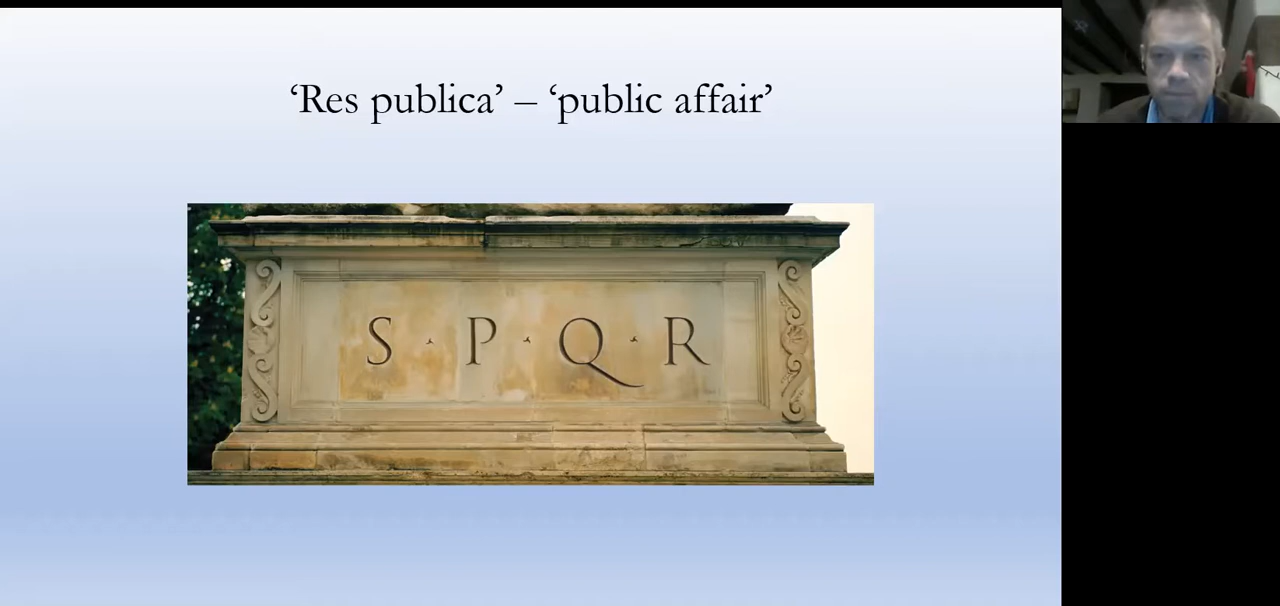 ‘Res publica’ – ‘public affair’
S · P · Q · R